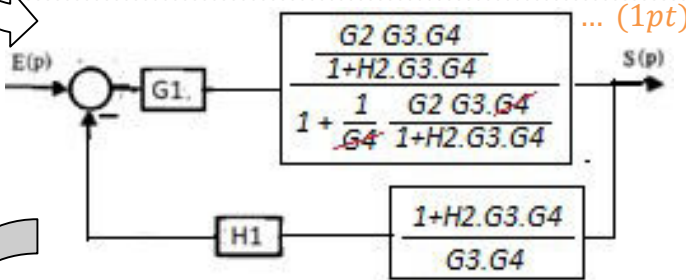 ... (1pt)
E(p)
G1.
G2 G3.G4
1+H2.G3.G4
1 + 1 G2 G3.G4
G4 1+H2.G3.G4
S(p)
−
H1
1+H2.G3.G4
G3.G4